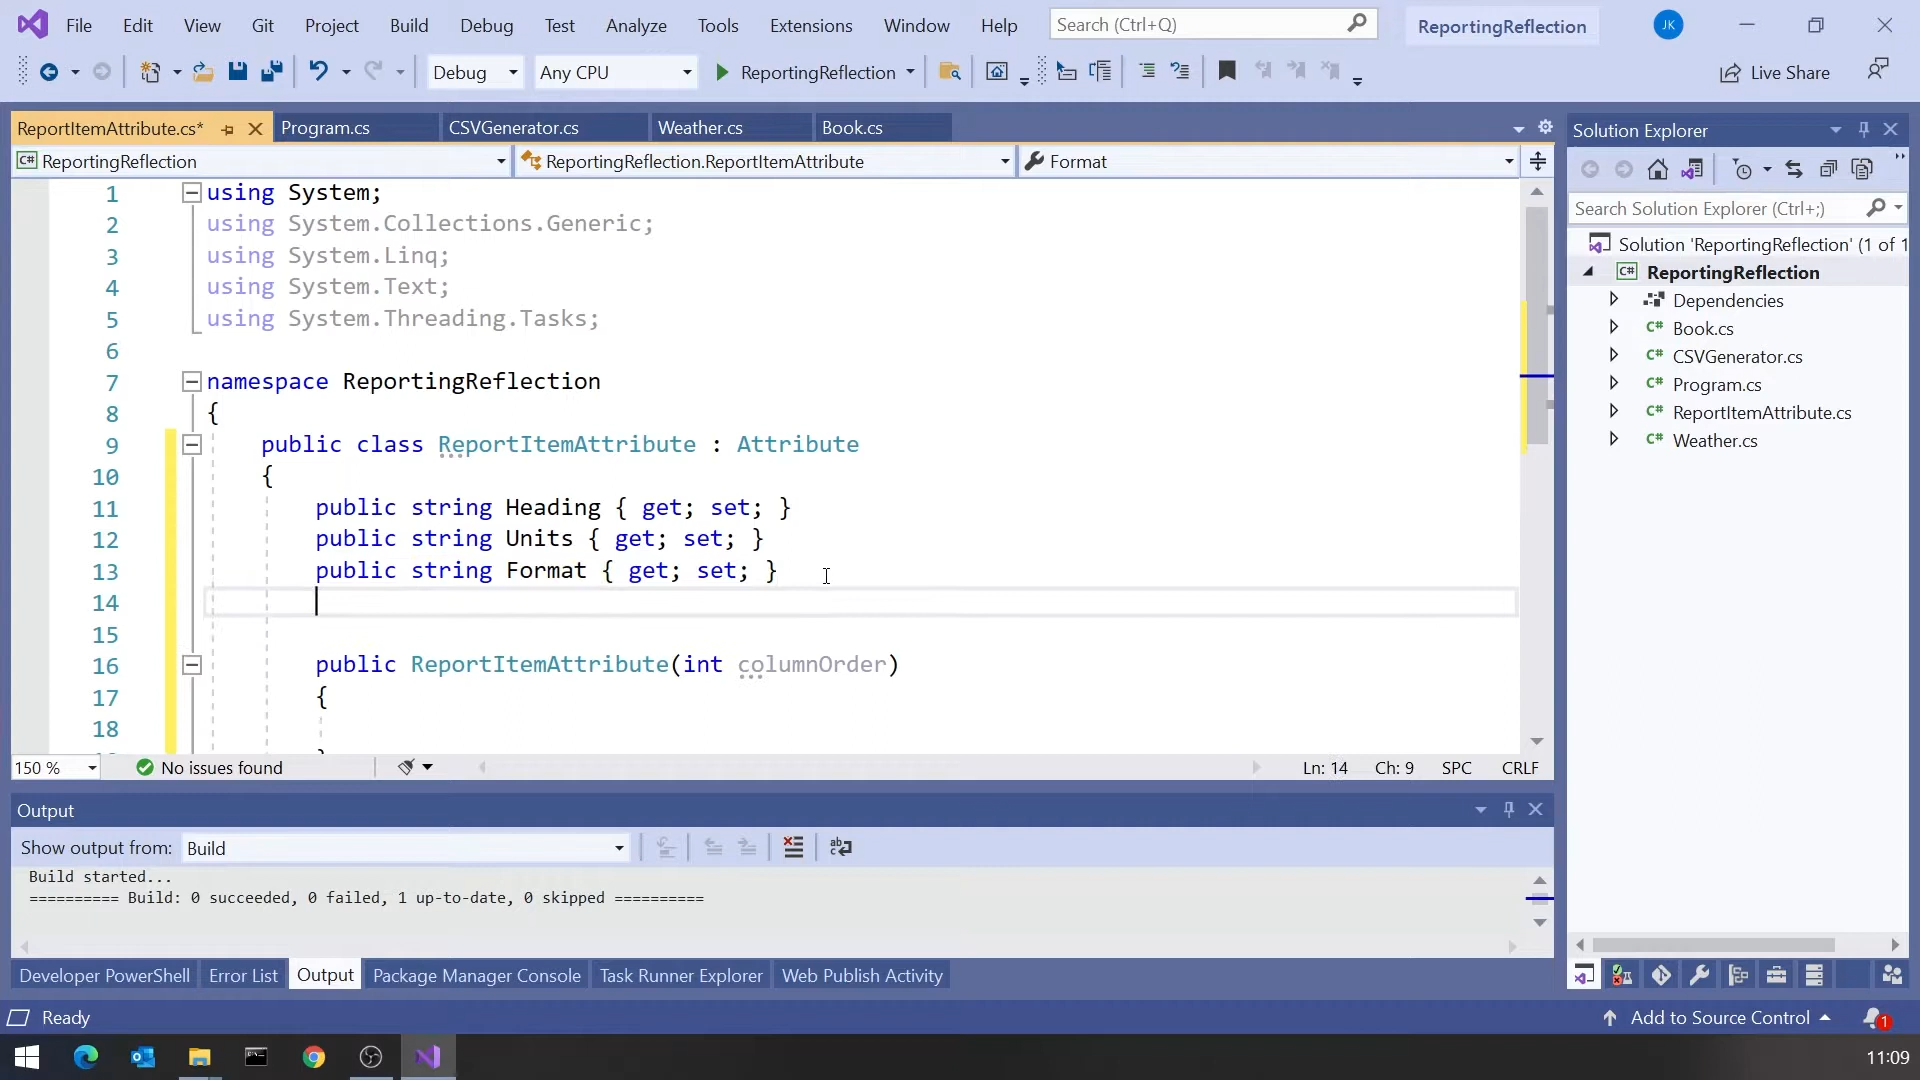 File Edit View Git Project Build Debug Test Analyze Tools Extensions Window Help Search (Ctrl+Q) ReportingReflection JK
Debug Any CPU ReportingReflection Live Share
ReportItemAttribute.cs* Program.cs CSVGenerator.cs Weather.cs Book.cs
C# ReportingReflection ReportingReflection.ReportItemAttribute Format
1 using System;
2 using System.Collections.Generic;
3 using System.Linq;
4 using System.Text;
5 using System.Threading.Tasks;
6
7 namespace ReportingReflection
8 {
9 public class ReportItemAttribute : Attribute
10 {
11 public string Heading { get; set; }
12 public string Units { get; set; }
13 public string Format { get; set; }
14
15
16 public ReportItemAttribute(int columnOrder)
17 {
18
150 % No issues found Ln: 14 Ch: 9 SPC CRLF
Output
Show output from: Build
Build started...
========== Build: 0 succeeded, 0 failed, 1 up-to-date, 0 skipped ==========
Developer PowerShell Error List Output Package Manager Console Task Runner Explorer Web Publish Activity
Solution Explorer
Search Solution Explorer (Ctrl+;)
Solution 'ReportingReflection' (1 of 1
C# ReportingReflection
Dependencies
C# Book.cs
C# CSVGenerator.cs
C# Program.cs
C# ReportItemAttribute.cs
C# Weather.cs
Ready Add to Source Control 1
11:09